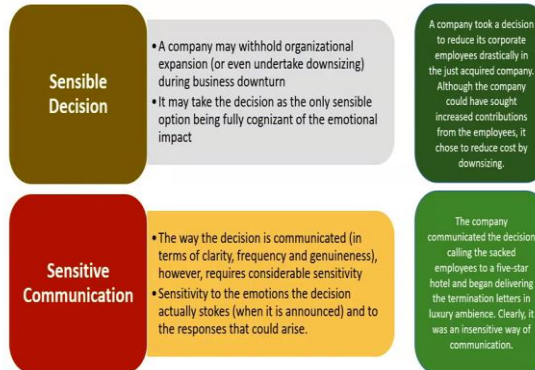 Sensible
Decision
• A company may withhold organizational
expansion (or even undertake downsizing)
during business downturn
• It may take the decision as the only sensible
option being fully cognizant of the emotional
impact
A company took a decision
to reduce its corporate
employees drastically in
the just acquired company.
Although the company
could have sought
increased contributions
from the employees, it
chose to reduce cost by
downsizing.
Sensitive
Communication
• The way the decision is communicated (in
terms of clarity, frequency and genuineness),
however, requires considerable sensitivity
• Sensitivity to the emotions the decision
actually stokes (when it is announced) and to
the responses that could arise.
The company
communicated the decision
calling the sacked
employees to a five-star
hotel and began delivering
the termination letters in
luxury ambience. Clearly, it
was an insensitive way of
communication.